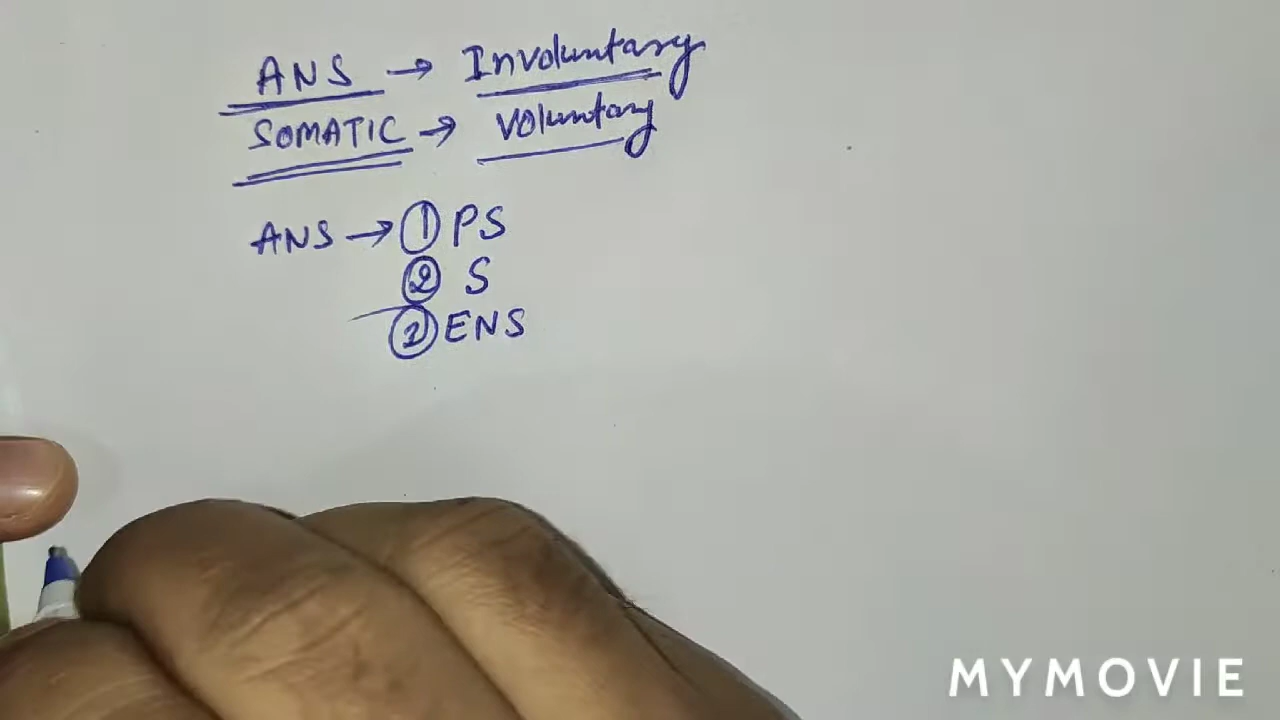 ANS → Involuntary
SOMATIC → Voluntary
ANS → ① PS
② S
② ENS
MYMOVIE